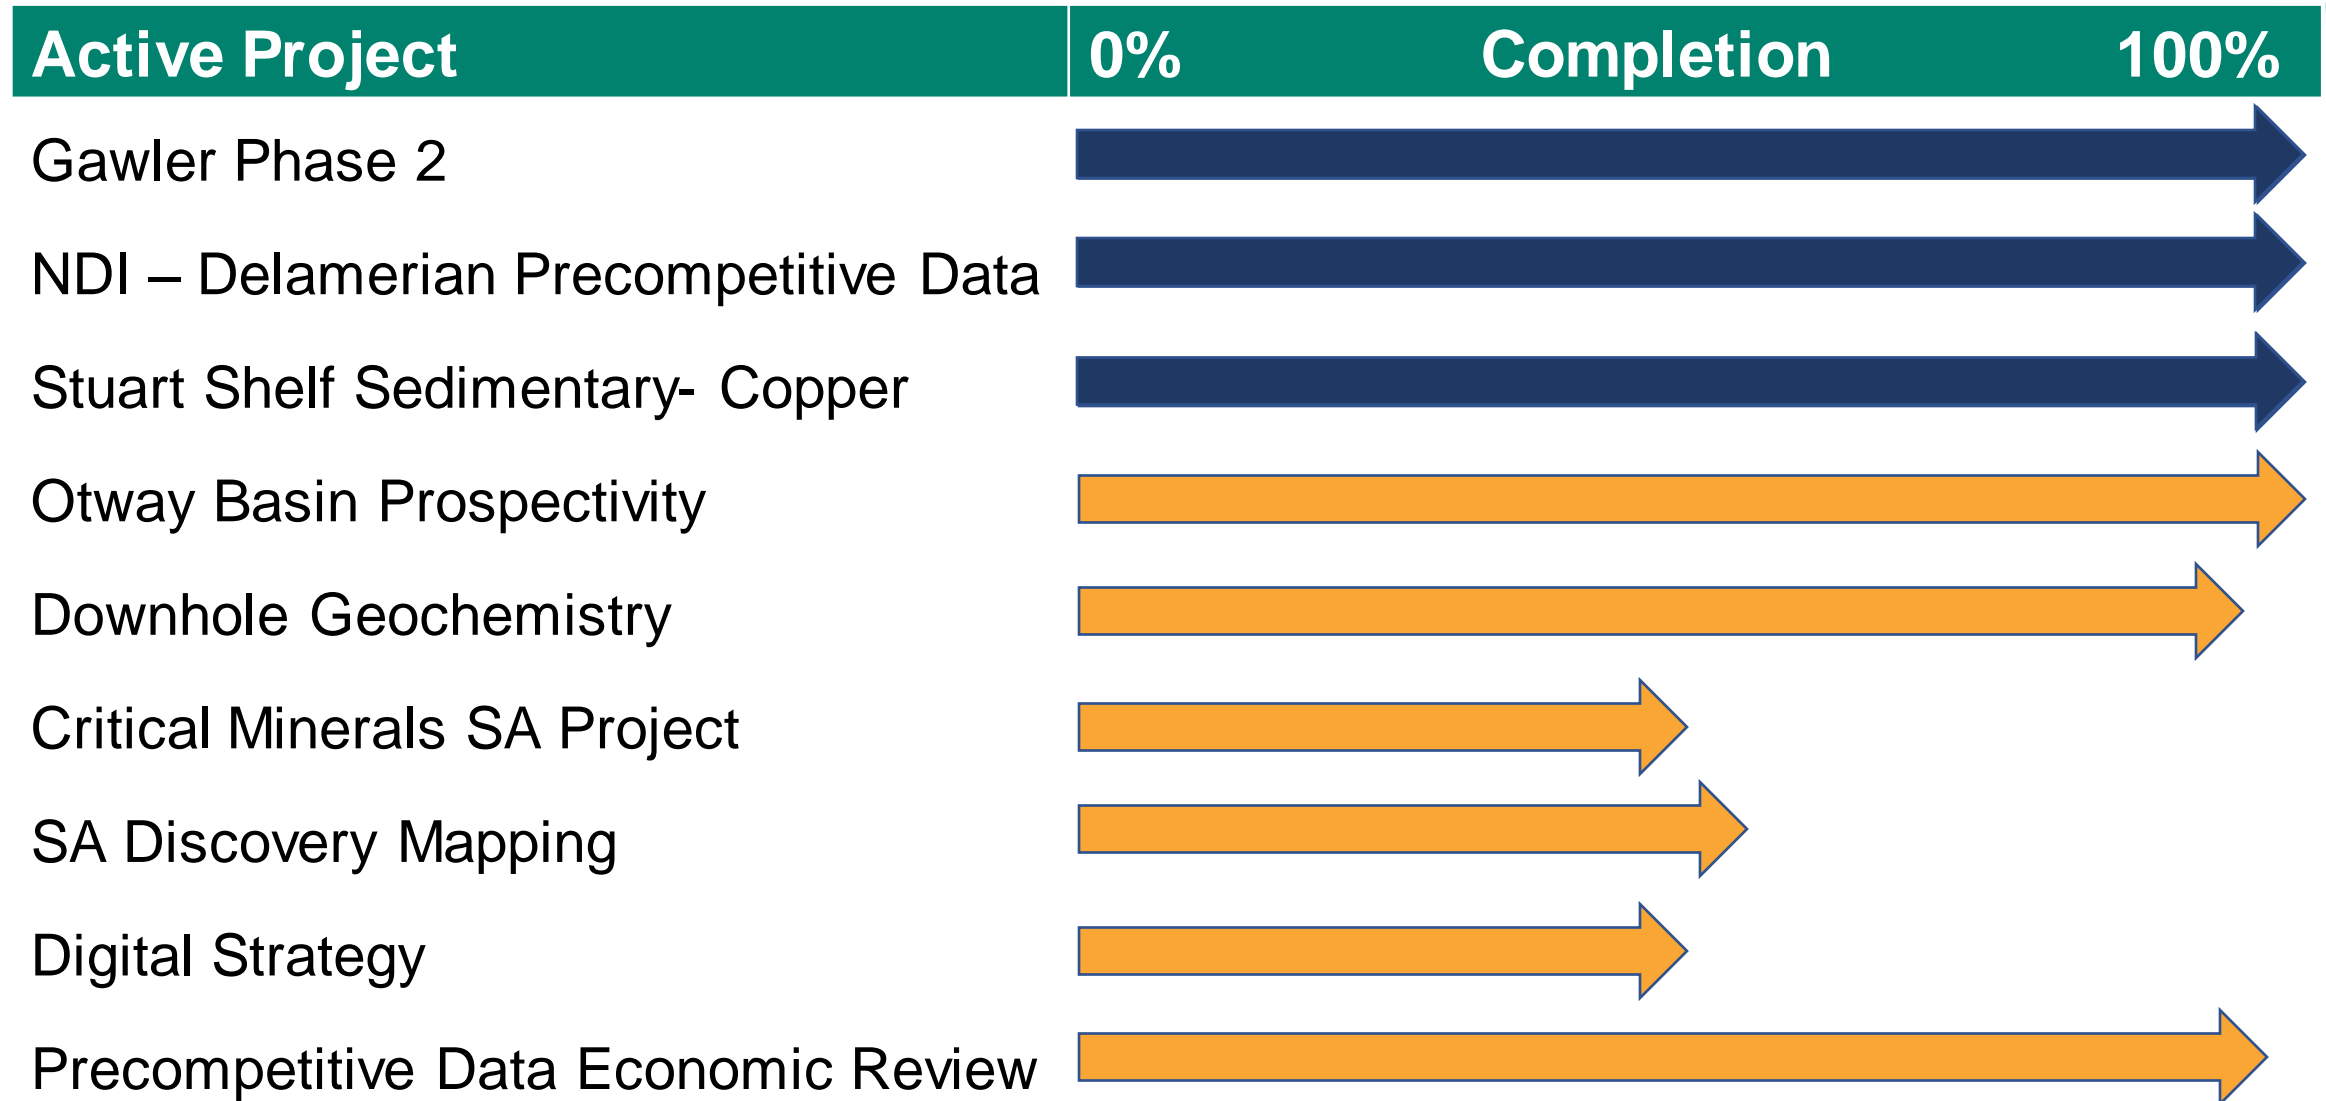 Active Project 0% Completion 100%
Gawler Phase 2
NDI – Delamerian Precompetitive Data
Stuart Shelf Sedimentary- Copper
Otway Basin Prospectivity
Downhole Geochemistry
Critical Minerals SA Project
SA Discovery Mapping
Digital Strategy
Precompetitive Data Economic Review